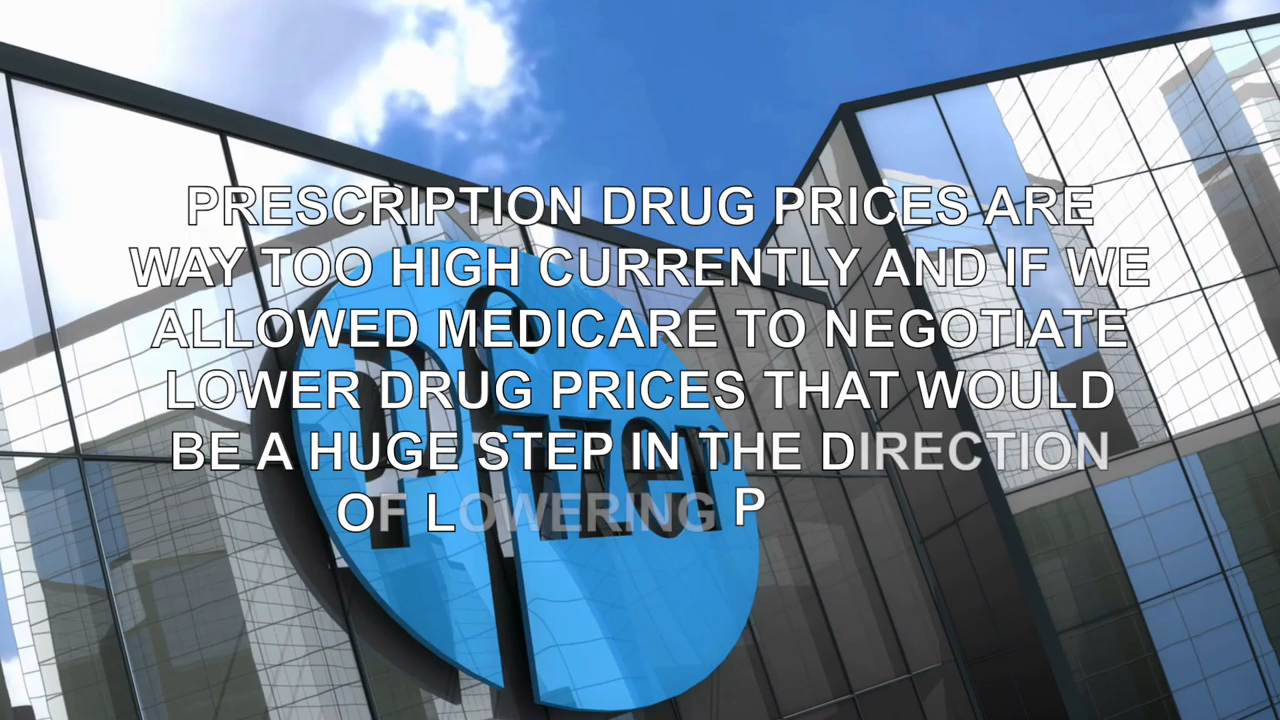 PRESCRIPTION DRUG PRICES ARE
WAY TOO HIGH CURRENTLY AND IF WE
ALLOWED MEDICARE TO NEGOTIATE
LOWER DRUG PRICES THAT WOULD
BE A HUGE STEP IN THE DIRECTION
OF LOWERING P
Pfizer